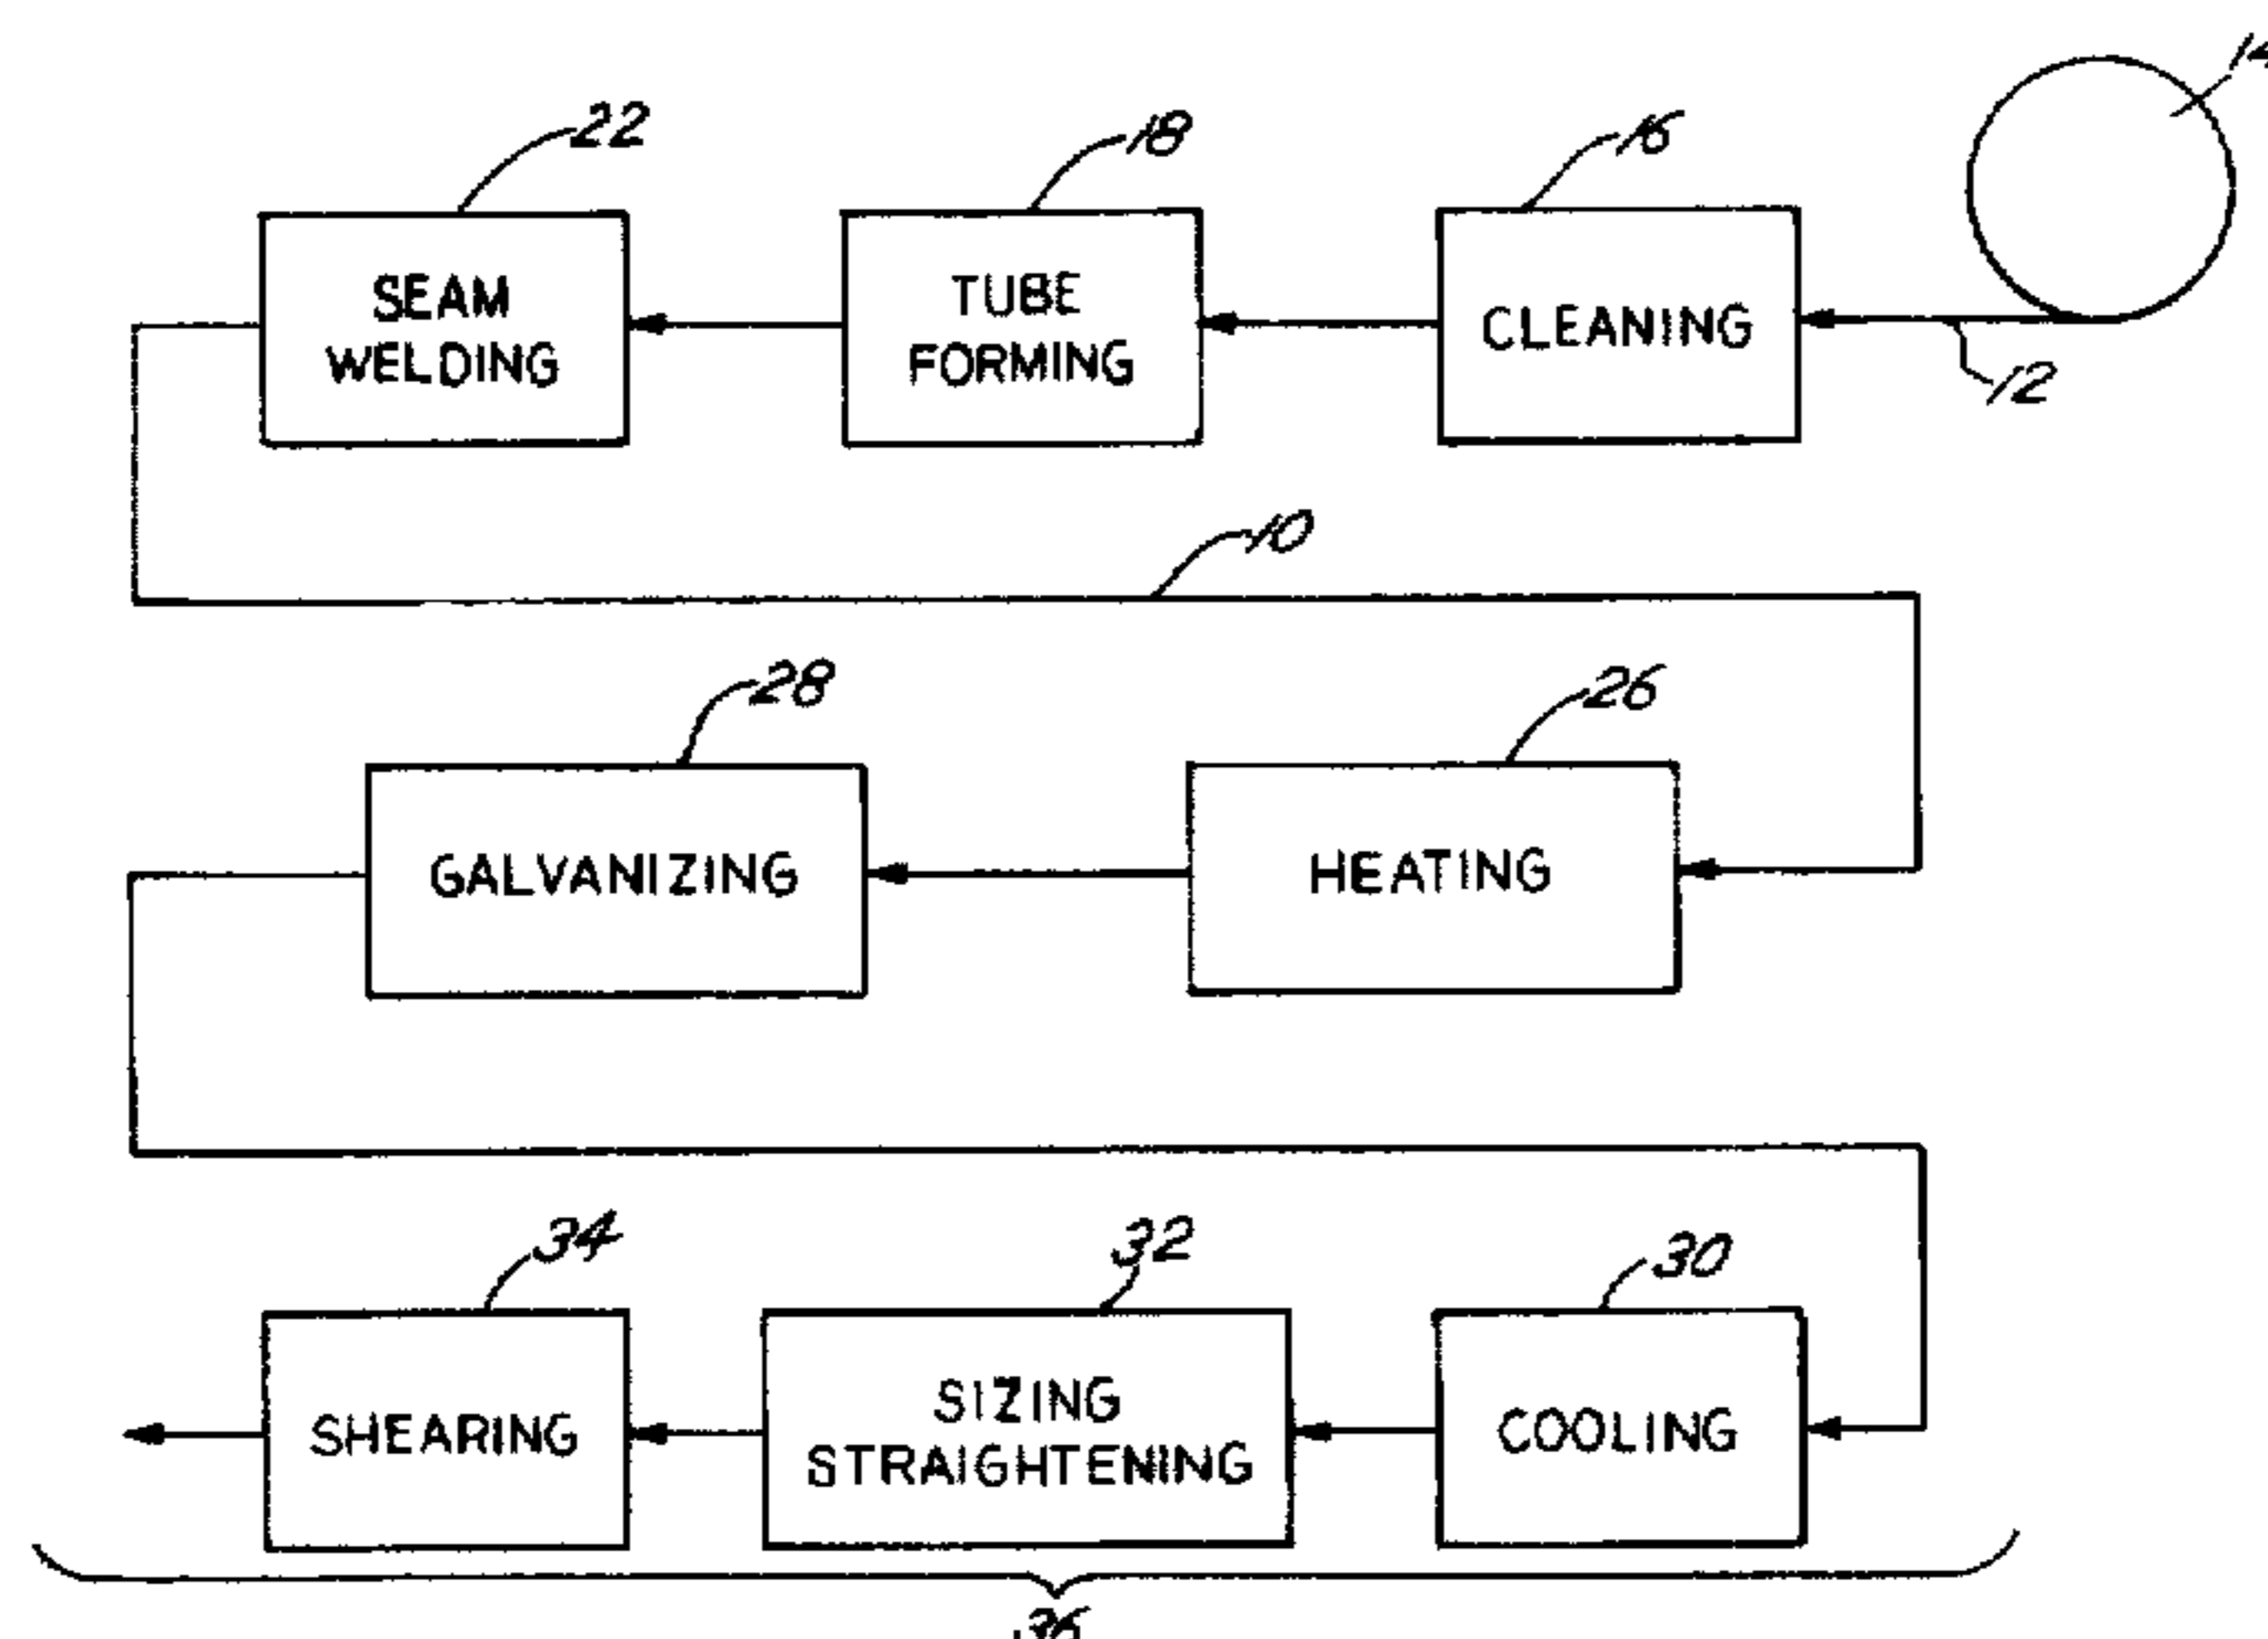 14
22
18
16
SEAM
WELDING
TUBE
FORMING
CLEANING
12
10
28
26
GALVANIZING
HEATING
34
32
30
SHEARING
SIZING
STRAIGHTENING
COOLING
36